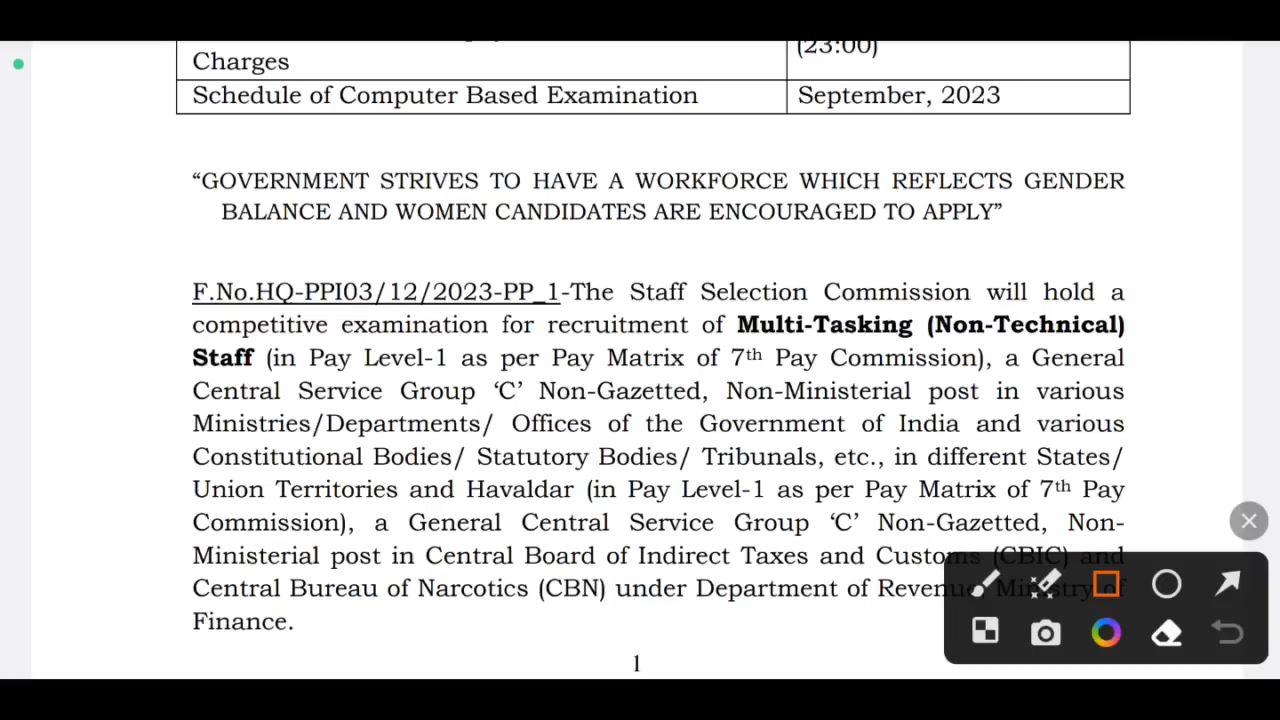 (23:00)
Charges
Schedule of Computer Based Examination September, 2023
“GOVERNMENT STRIVES TO HAVE A WORKFORCE WHICH REFLECTS GENDER
BALANCE AND WOMEN CANDIDATES ARE ENCOURAGED TO APPLY”
F.No.HQ-PPI03/12/2023-PP_1-The Staff Selection Commission will hold a
competitive examination for recruitment of Multi-Tasking (Non-Technical)
Staff (in Pay Level-1 as per Pay Matrix of 7th Pay Commission), a General
Central Service Group ‘C’ Non-Gazetted, Non-Ministerial post in various
Ministries/Departments/ Offices of the Government of India and various
Constitutional Bodies/ Statutory Bodies/ Tribunals, etc., in different States/
Union Territories and Havaldar (in Pay Level-1 as per Pay Matrix of 7th Pay
Commission), a General Central Service Group ‘C’ Non-Gazetted, Non-
Ministerial post in Central Board of Indirect Taxes and Customs (CBIC) and
Central Bureau of Narcotics (CBN) under Department of Revenue, Ministry of
Finance.
1